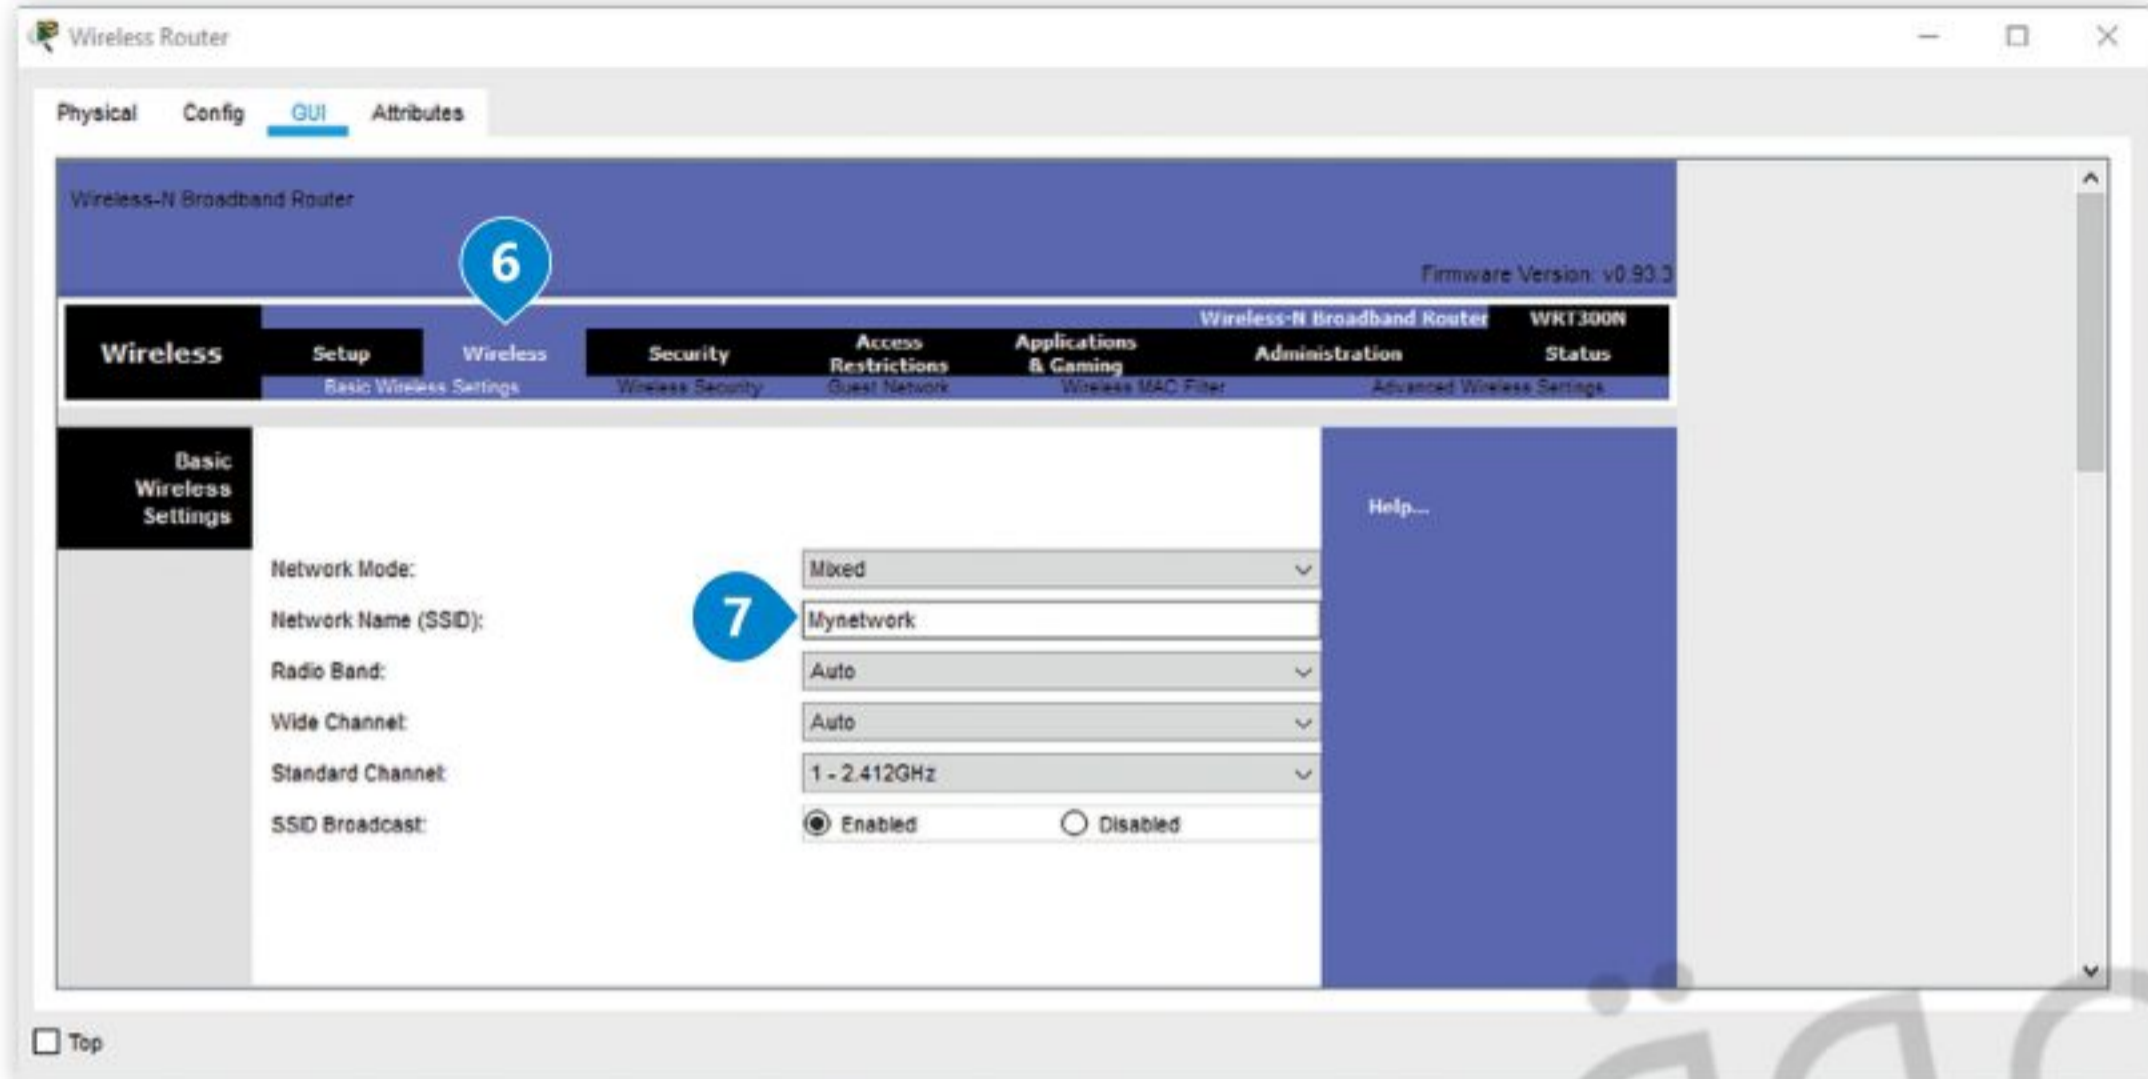 Wireless Router
Physical Config GUI Attributes
Wireless-N Broadband Router
6
Firmware Version: v0.93.3
Wireless-N Broadband Router WRT300N
Wireless Setup Wireless Security Access Restrictions Applications & Gaming Administration Status
Basic Wireless Settings Wireless Security Guest Network Wireless MAC Filter Advanced Wireless Settings
Basic
Wireless
Settings
Help...
Network Mode: Mixed
7
Network Name (SSID): Mynetwork
Radio Band: Auto
Wide Channel: Auto
Standard Channel: 1 - 2.412GHz
SSID Broadcast: Enabled Disabled
Top